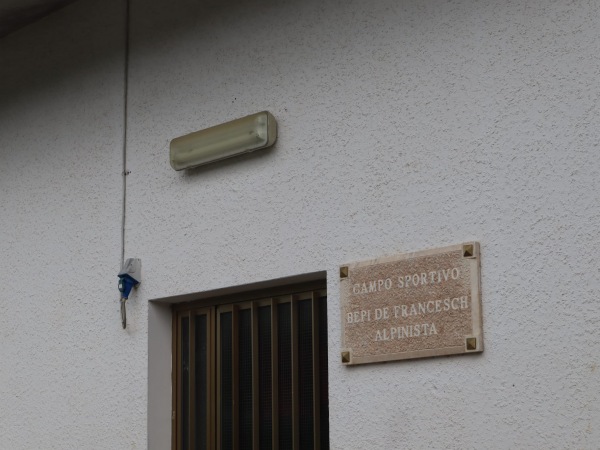 CAMPO SPORTIVO
BEPI DE FRANCESCH
ALPINISTA